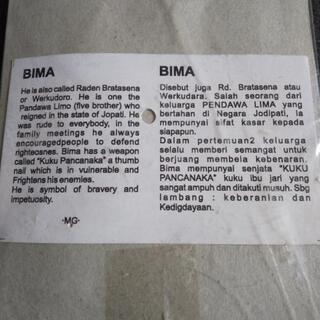 BIMA
He is also called Raden Bratasena
or Werkudoro. He is one the
Pandawa Limo (five brother) who
reigned in the state of Jopati. He
was rude to everybody, in the
family meetings he always
encouragedpeople to defend
righteosnes. Bima has a weapon
called "Kuku Pancanaka" a thumb
nail which is in vuinerable and
Frightens his enemies.
He is symbol of bravery and
impetuosity.
-MG-
BIMA
Disebut juga Rd. Bratasena atau
Werkudara. Salah seorang dari
keluarga PENDAWA LIMA yang
bertahan di Negara Jodipati, ia
mempunyai sifat kasar kepada
siapapun.
Dalam pertemuan2 keluarga
selalu memberi semangat untuk
berjuang membela kebenaran.
Bima mempunyai senjata "KUKU
PANCANAKA" kuku ibu jari yang
sangat ampuh dan ditakuti musuh. Sbg
lambang : keberanian dan
Kedigdayaan.